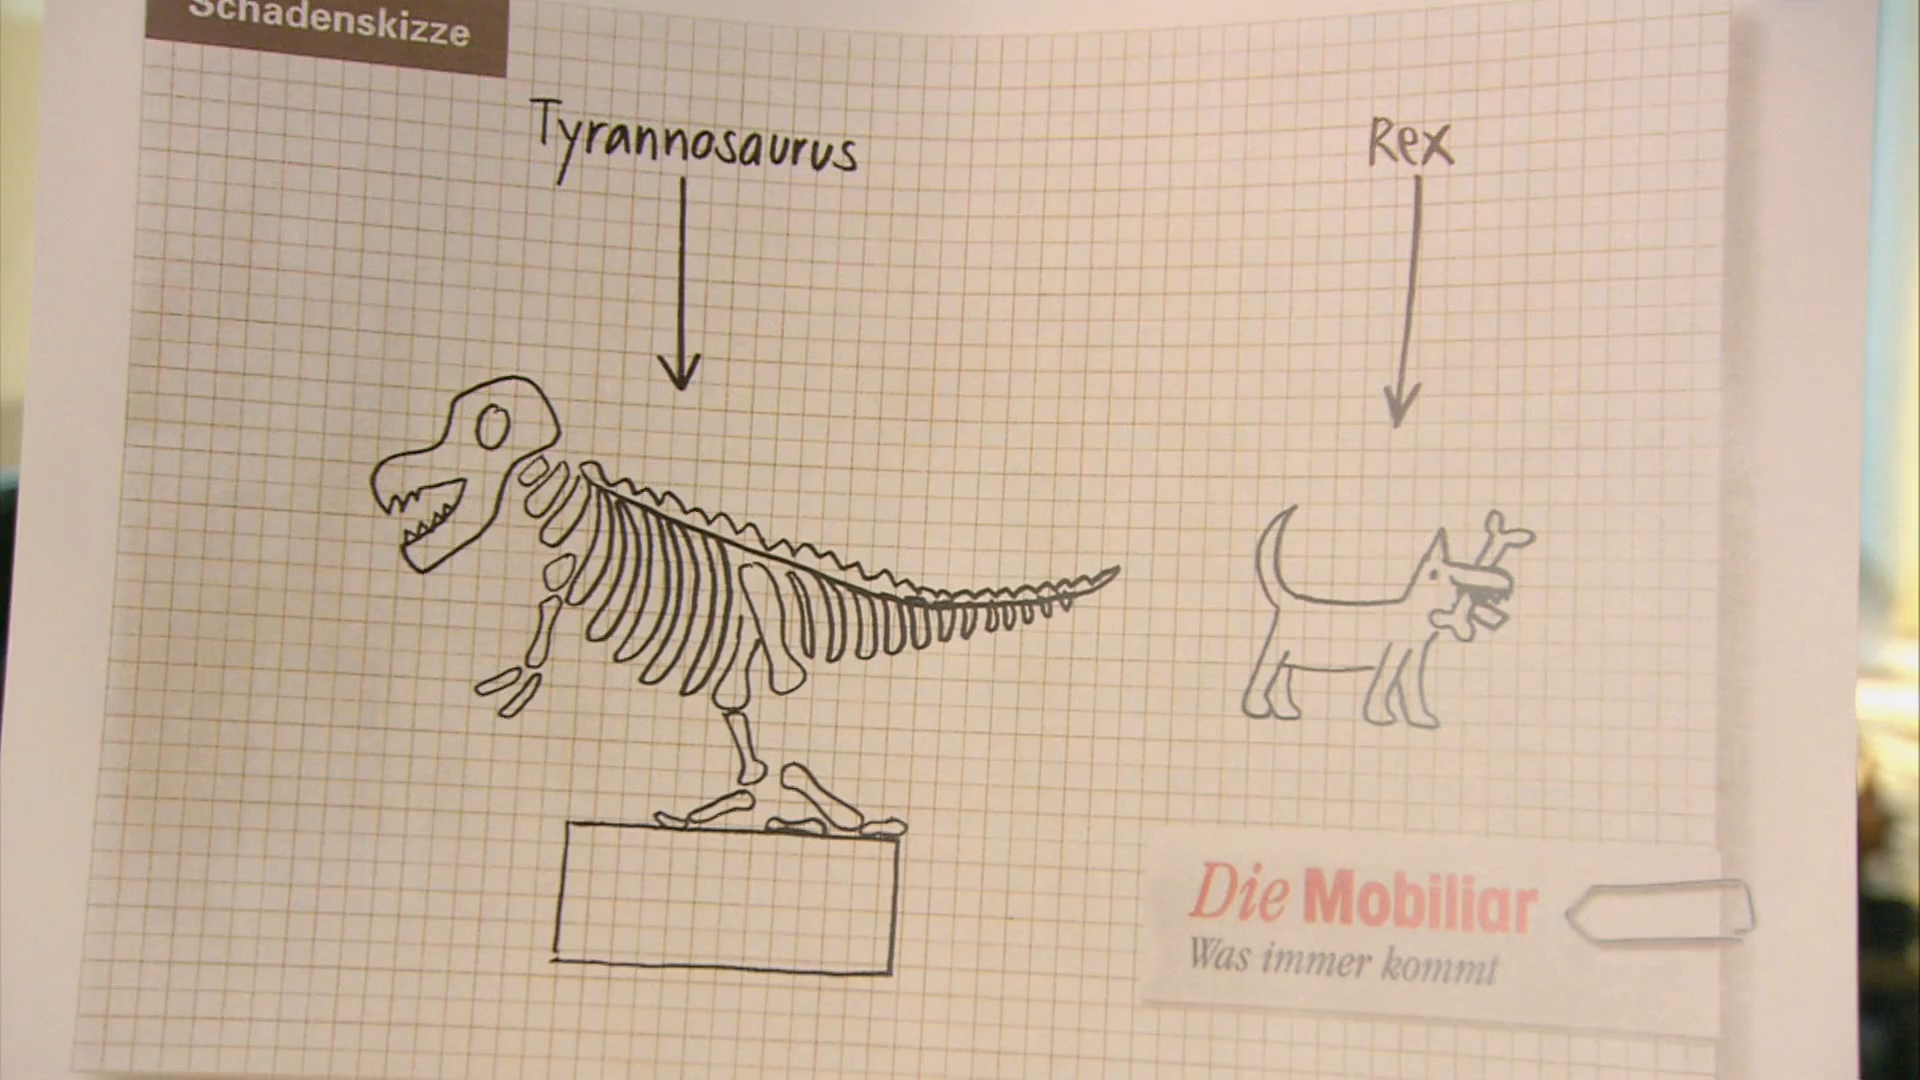 Schadenskizze
Tyrannosaurus
Rex
Die Mobiliar
Was immer kommt